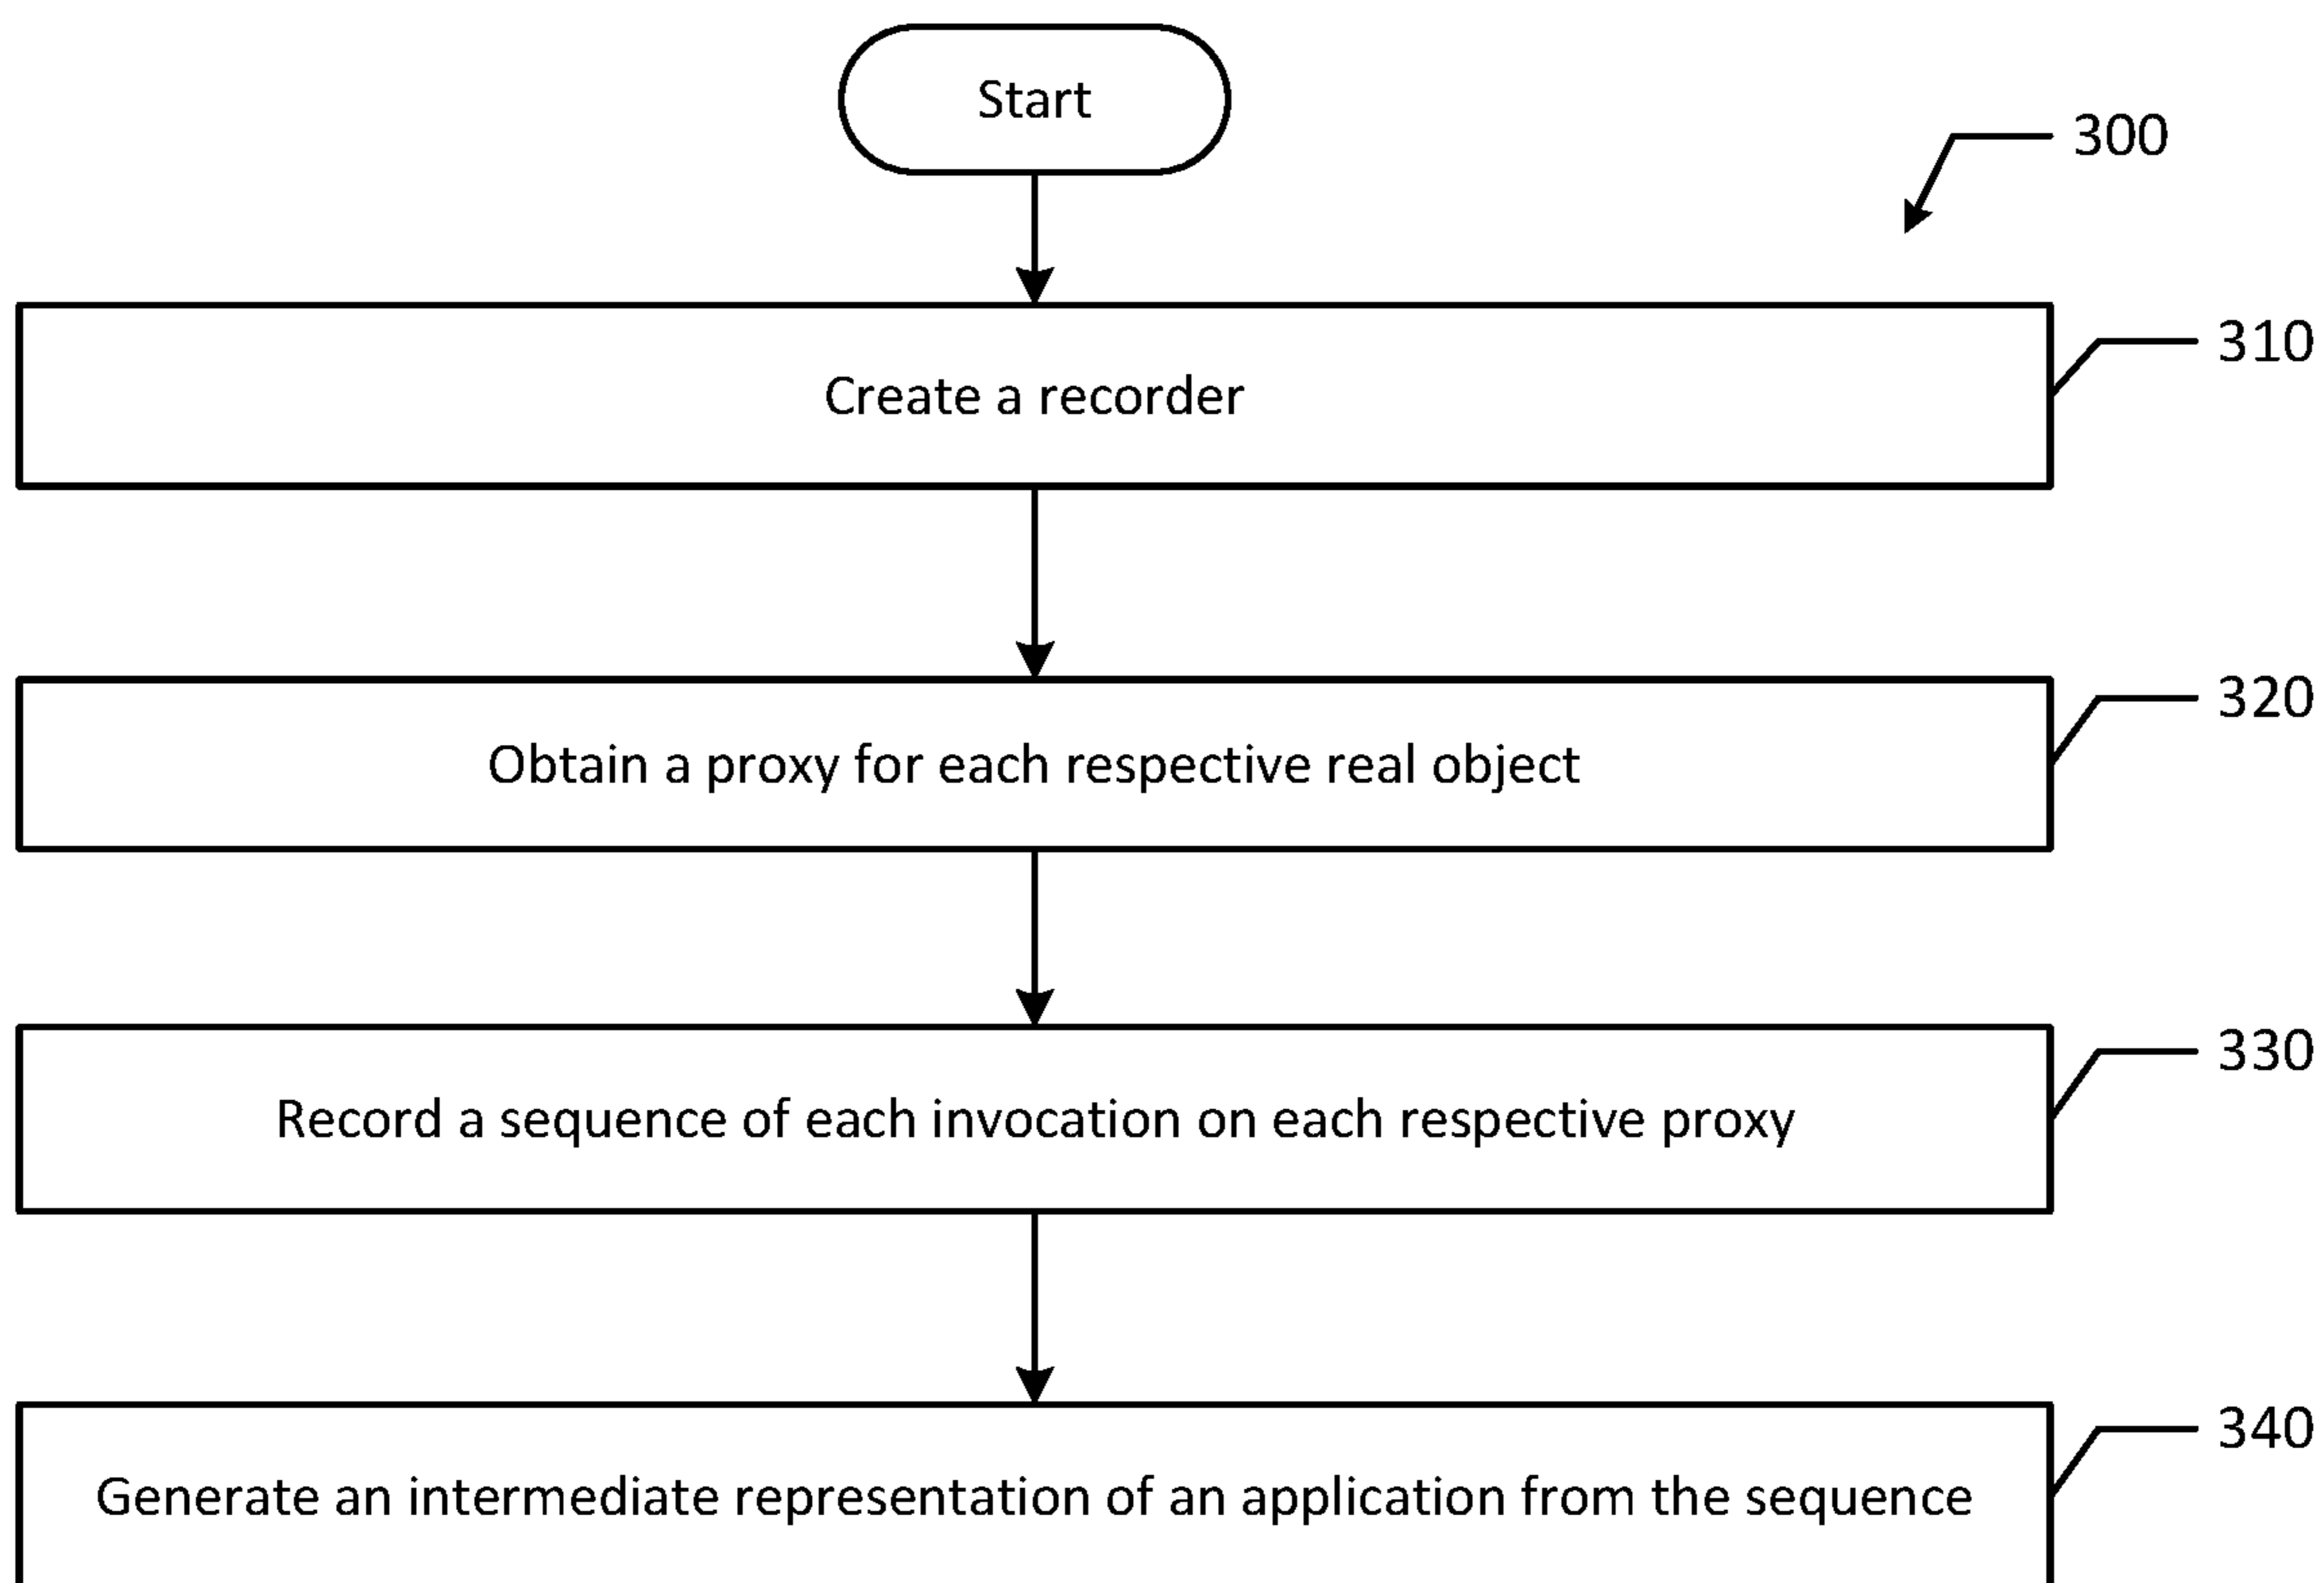 Start
300
Create a recorder
310
Obtain a proxy for each respective real object
320
Record a sequence of each invocation on each respective proxy
330
Generate an intermediate representation of an application from the sequence
340